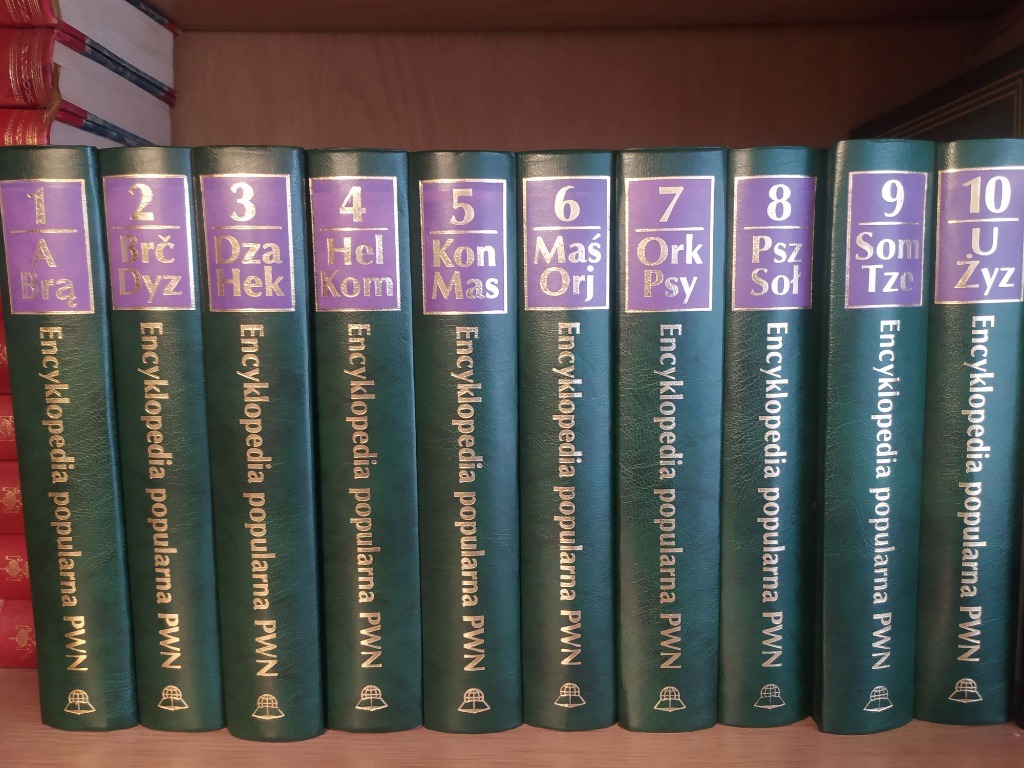 1
A
Brą
Encyklopedia popularna PWN
2
Brč
Dyz
Encyklopedia popularna PWN
3
Dza
Hek
Encyklopedia popularna PWN
4
Hel
Kom
Encyklopedia popularna PWN
5
Kon
Mas
Encyklopedia popularna PWN
6
Maś
Orj
Encyklopedia popularna PWN
7
Ork
Psy
Encyklopedia popularna PWN
8
Psz
Soł
Encyklopedia popularna PWN
9
Som
Tze
Encyklopedia popularna PWN
10
U
Żyz
Encyklopedia popularna PWN